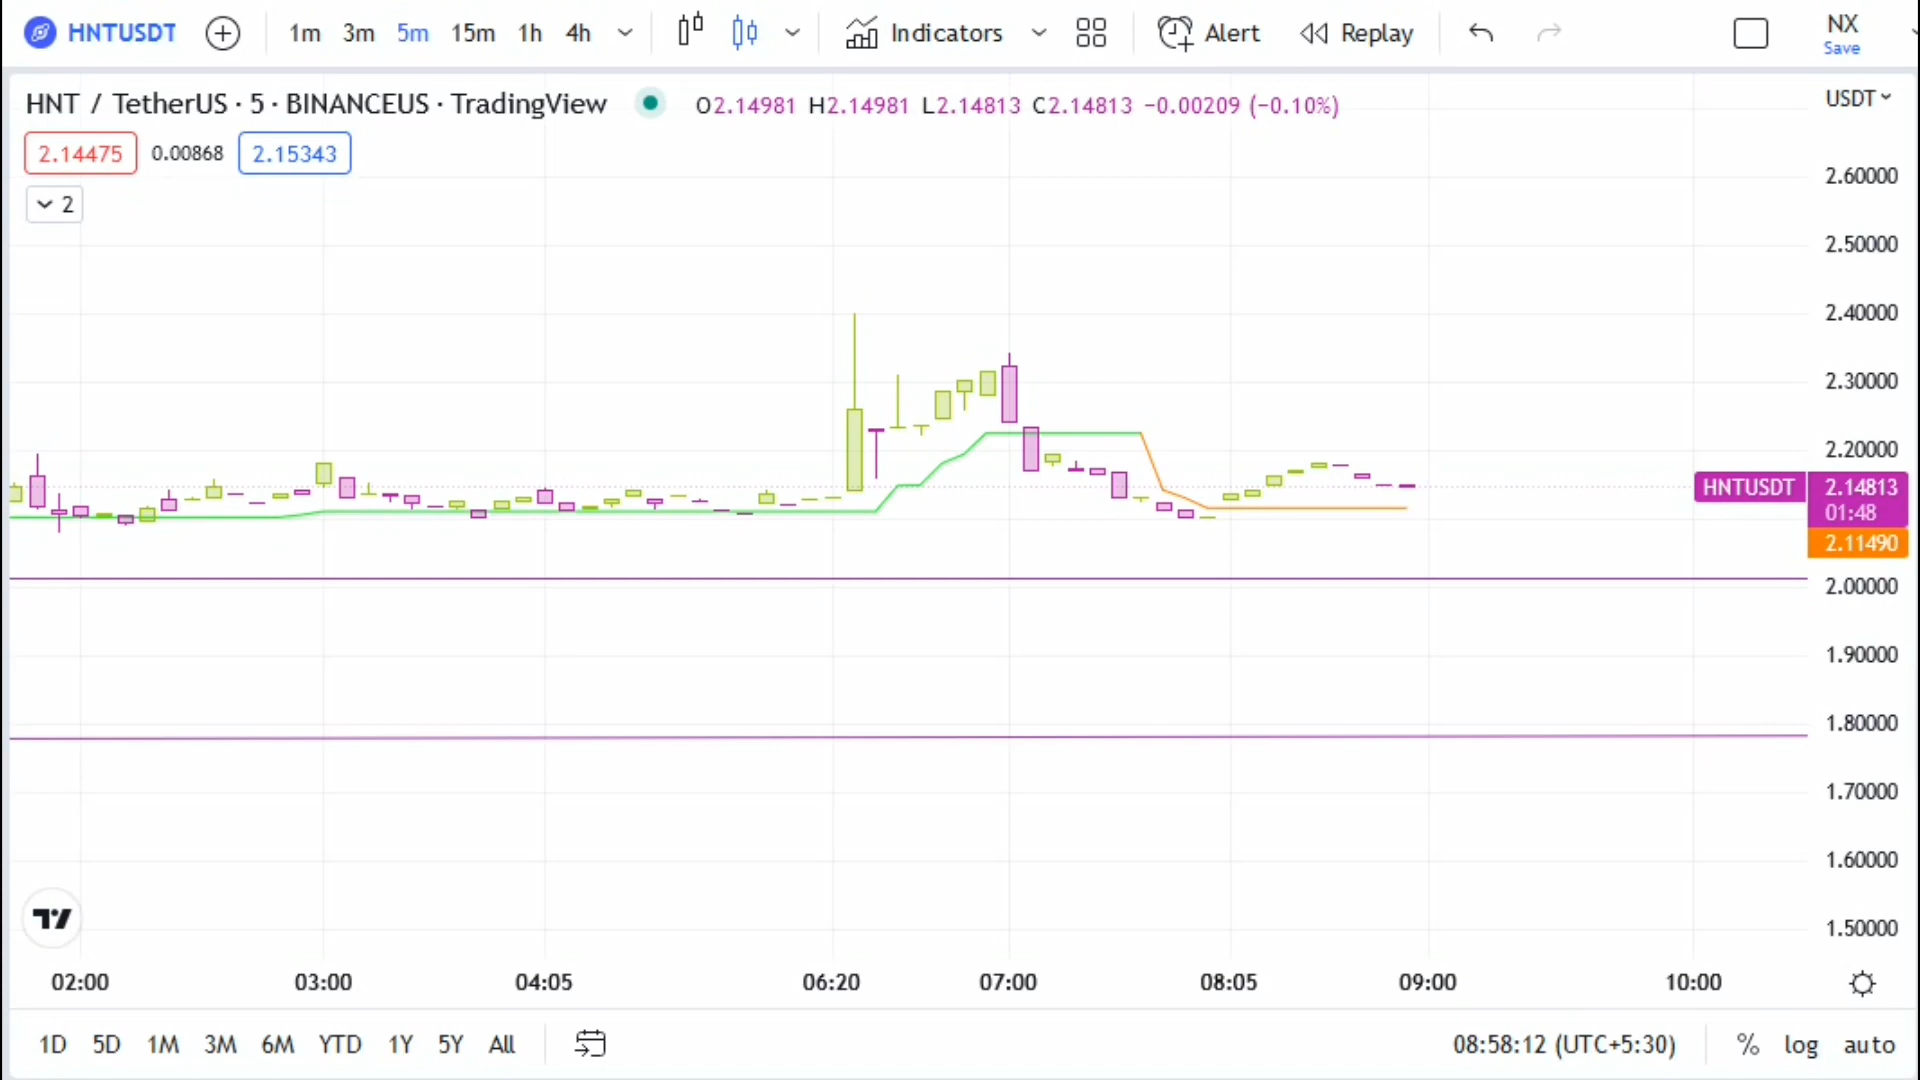 HNTUSDT 1m 3m 5m 15m 1h 4h Indicators Alert Replay NX
Save
HNT / TetherUS · 5 · BINANCEUS · TradingView O2.14981 H2.14981 L2.14813 C2.14813 −0.00209 (−0.10%) USDT
2.14475 0.00868 2.15343
2
2.60000
2.50000
2.40000
2.30000
2.20000
HNTUSDT 2.14813
01:48
2.11490
2.00000
1.90000
1.80000
1.70000
1.60000
1.50000
02:00 03:00 04:05 06:20 07:00 08:05 09:00 10:00
1D 5D 1M 3M 6M YTD 1Y 5Y All 08:58:12 (UTC+5:30) % log auto